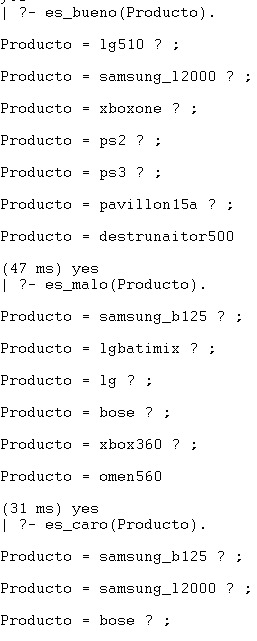 | ?- es_bueno(Producto).
Producto = lg510 ? ;
Producto = samsung_l2000 ? ;
Producto = xboxone ? ;
Producto = ps2 ? ;
Producto = ps3 ? ;
Producto = pavillon15a ? ;
Producto = destrunaitor500
(47 ms) yes
| ?- es_malo(Producto).
Producto = samsung_b125 ? ;
Producto = lgbatimix ? ;
Producto = lg ? ;
Producto = bose ? ;
Producto = xbox360 ? ;
Producto = omen560
(31 ms) yes
| ?- es_caro(Producto).
Producto = samsung_b125 ? ;
Producto = samsung_l2000 ? ;
Producto = bose ? ;